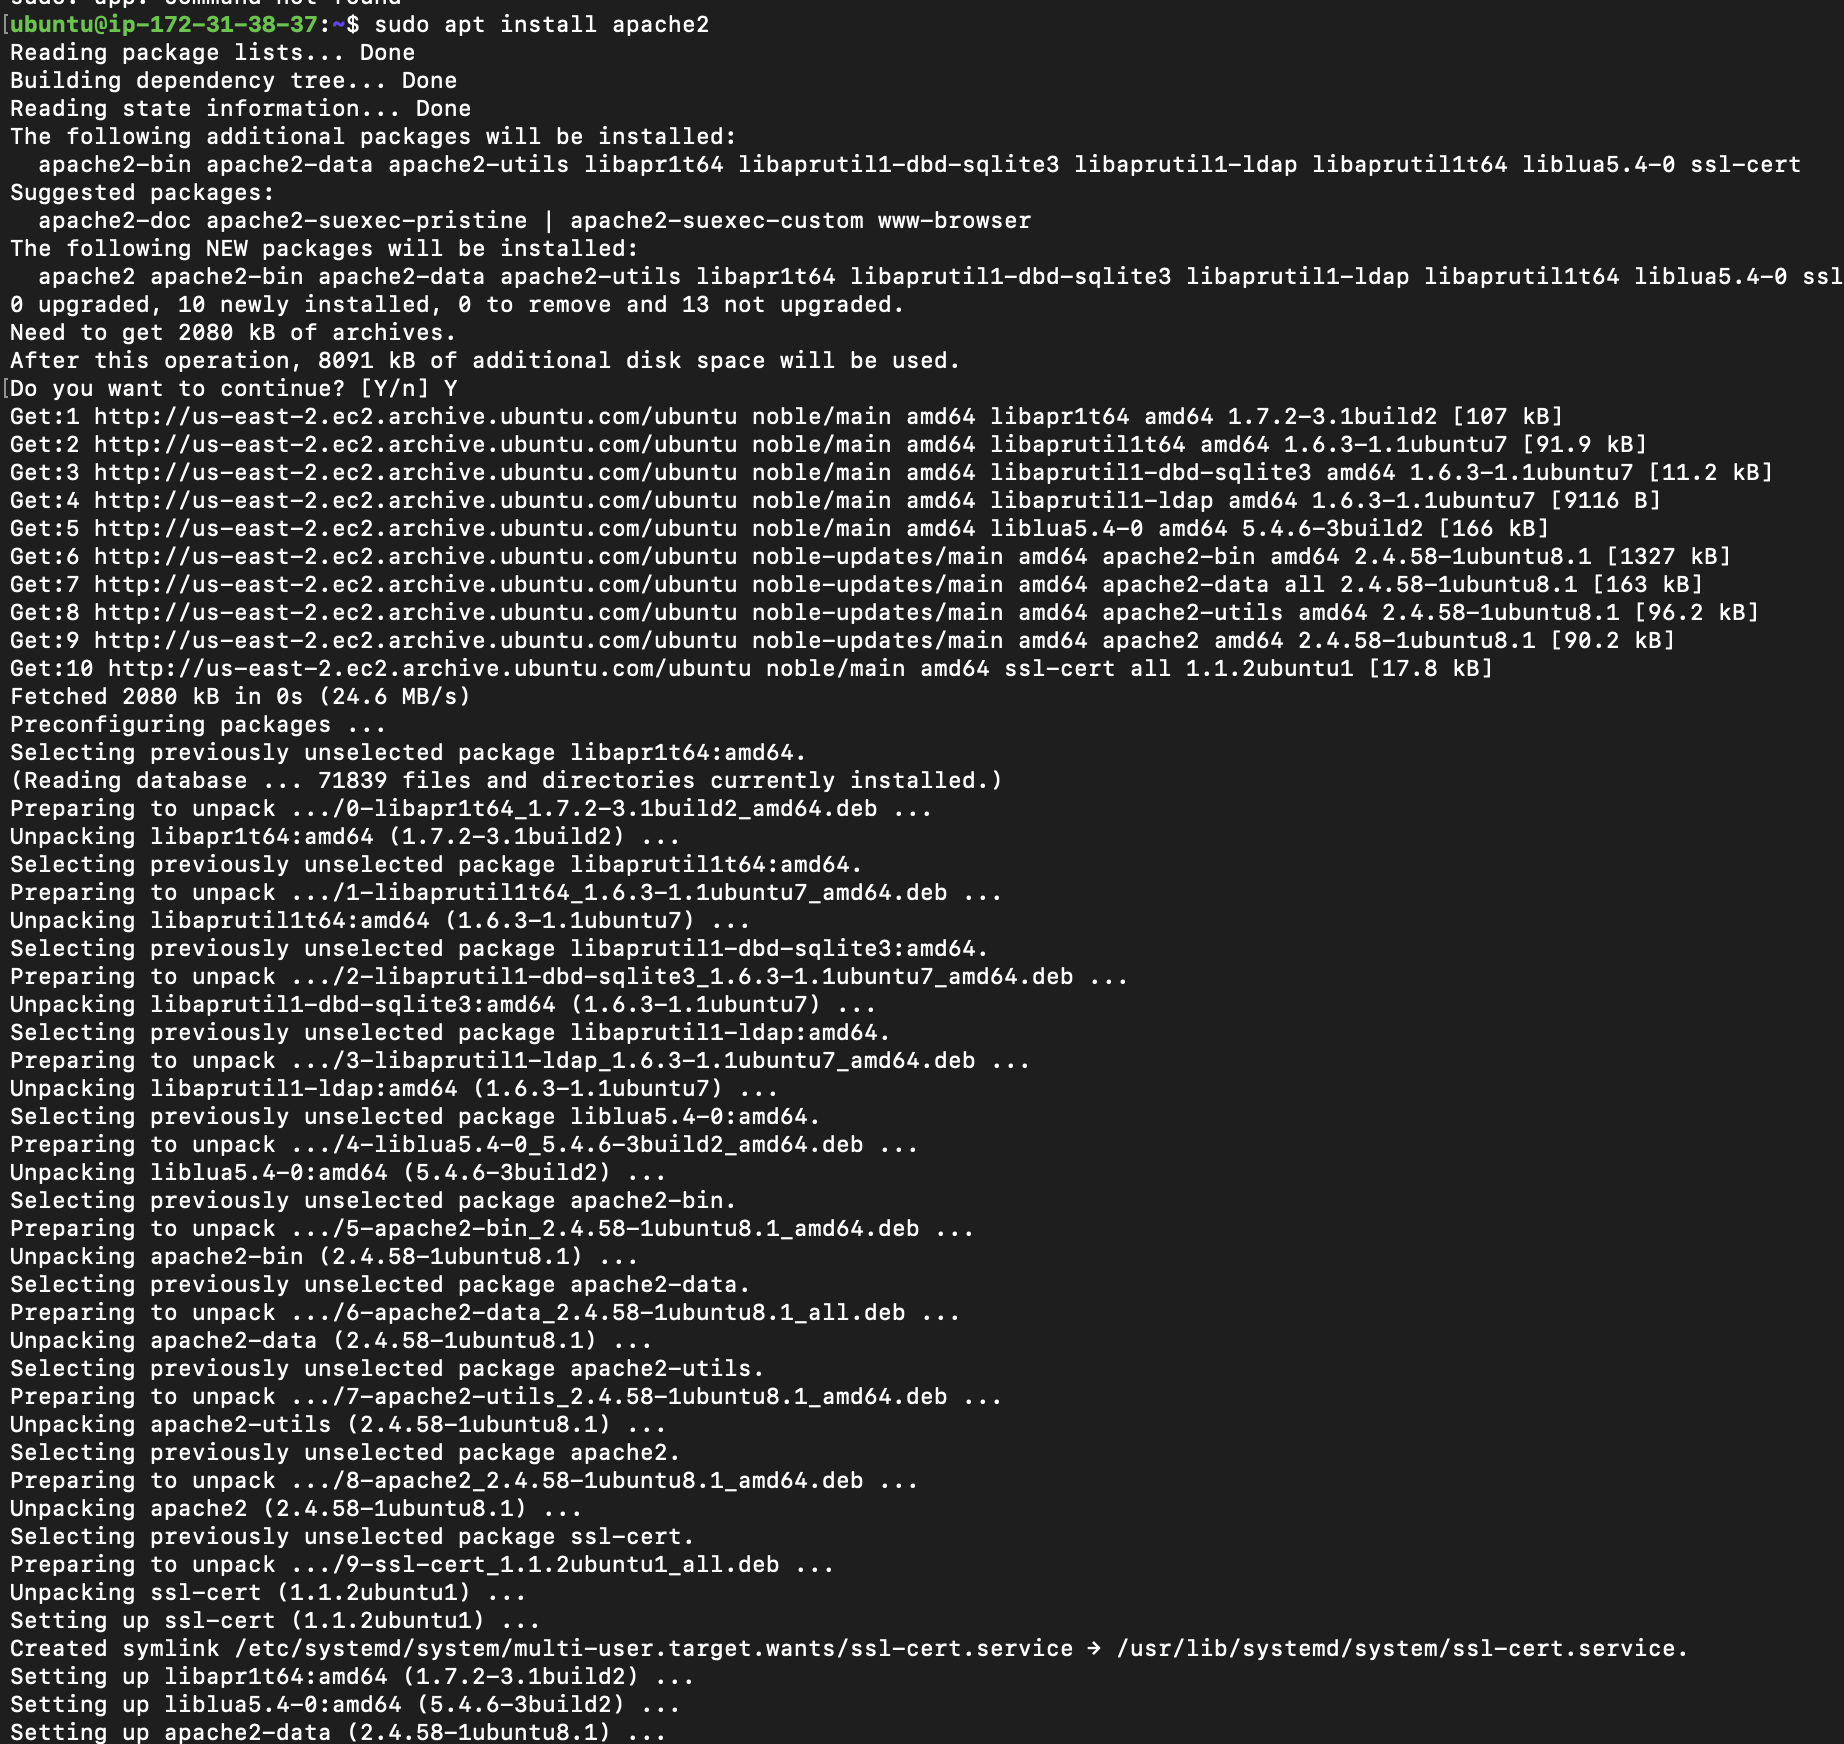 sudo: app: command not found
[ubuntu@ip-172-31-38-37:~$ sudo apt install apache2
Reading package lists... Done
Building dependency tree... Done
Reading state information... Done
The following additional packages will be installed:
  apache2-bin apache2-data apache2-utils libapr1t64 libaprutil1-dbd-sqlite3 libaprutil1-ldap libaprutil1t64 liblua5.4-0 ssl-cert
Suggested packages:
  apache2-doc apache2-suexec-pristine | apache2-suexec-custom www-browser
The following NEW packages will be installed:
  apache2 apache2-bin apache2-data apache2-utils libapr1t64 libaprutil1-dbd-sqlite3 libaprutil1-ldap libaprutil1t64 liblua5.4-0 ssl
0 upgraded, 10 newly installed, 0 to remove and 13 not upgraded.
Need to get 2080 kB of archives.
After this operation, 8091 kB of additional disk space will be used.
[Do you want to continue? [Y/n] Y
Get:1 http://us-east-2.ec2.archive.ubuntu.com/ubuntu noble/main amd64 libapr1t64 amd64 1.7.2-3.1build2 [107 kB]
Get:2 http://us-east-2.ec2.archive.ubuntu.com/ubuntu noble/main amd64 libaprutil1t64 amd64 1.6.3-1.1ubuntu7 [91.9 kB]
Get:3 http://us-east-2.ec2.archive.ubuntu.com/ubuntu noble/main amd64 libaprutil1-dbd-sqlite3 amd64 1.6.3-1.1ubuntu7 [11.2 kB]
Get:4 http://us-east-2.ec2.archive.ubuntu.com/ubuntu noble/main amd64 libaprutil1-ldap amd64 1.6.3-1.1ubuntu7 [9116 B]
Get:5 http://us-east-2.ec2.archive.ubuntu.com/ubuntu noble/main amd64 liblua5.4-0 amd64 5.4.6-3build2 [166 kB]
Get:6 http://us-east-2.ec2.archive.ubuntu.com/ubuntu noble-updates/main amd64 apache2-bin amd64 2.4.58-1ubuntu8.1 [1327 kB]
Get:7 http://us-east-2.ec2.archive.ubuntu.com/ubuntu noble-updates/main amd64 apache2-data all 2.4.58-1ubuntu8.1 [163 kB]
Get:8 http://us-east-2.ec2.archive.ubuntu.com/ubuntu noble-updates/main amd64 apache2-utils amd64 2.4.58-1ubuntu8.1 [96.2 kB]
Get:9 http://us-east-2.ec2.archive.ubuntu.com/ubuntu noble-updates/main amd64 apache2 amd64 2.4.58-1ubuntu8.1 [90.2 kB]
Get:10 http://us-east-2.ec2.archive.ubuntu.com/ubuntu noble/main amd64 ssl-cert all 1.1.2ubuntu1 [17.8 kB]
Fetched 2080 kB in 0s (24.6 MB/s)
Preconfiguring packages ...
Selecting previously unselected package libapr1t64:amd64.
(Reading database ... 71839 files and directories currently installed.)
Preparing to unpack .../0-libapr1t64_1.7.2-3.1build2_amd64.deb ...
Unpacking libapr1t64:amd64 (1.7.2-3.1build2) ...
Selecting previously unselected package libaprutil1t64:amd64.
Preparing to unpack .../1-libaprutil1t64_1.6.3-1.1ubuntu7_amd64.deb ...
Unpacking libaprutil1t64:amd64 (1.6.3-1.1ubuntu7) ...
Selecting previously unselected package libaprutil1-dbd-sqlite3:amd64.
Preparing to unpack .../2-libaprutil1-dbd-sqlite3_1.6.3-1.1ubuntu7_amd64.deb ...
Unpacking libaprutil1-dbd-sqlite3:amd64 (1.6.3-1.1ubuntu7) ...
Selecting previously unselected package libaprutil1-ldap:amd64.
Preparing to unpack .../3-libaprutil1-ldap_1.6.3-1.1ubuntu7_amd64.deb ...
Unpacking libaprutil1-ldap:amd64 (1.6.3-1.1ubuntu7) ...
Selecting previously unselected package liblua5.4-0:amd64.
Preparing to unpack .../4-liblua5.4-0_5.4.6-3build2_amd64.deb ...
Unpacking liblua5.4-0:amd64 (5.4.6-3build2) ...
Selecting previously unselected package apache2-bin.
Preparing to unpack .../5-apache2-bin_2.4.58-1ubuntu8.1_amd64.deb ...
Unpacking apache2-bin (2.4.58-1ubuntu8.1) ...
Selecting previously unselected package apache2-data.
Preparing to unpack .../6-apache2-data_2.4.58-1ubuntu8.1_all.deb ...
Unpacking apache2-data (2.4.58-1ubuntu8.1) ...
Selecting previously unselected package apache2-utils.
Preparing to unpack .../7-apache2-utils_2.4.58-1ubuntu8.1_amd64.deb ...
Unpacking apache2-utils (2.4.58-1ubuntu8.1) ...
Selecting previously unselected package apache2.
Preparing to unpack .../8-apache2_2.4.58-1ubuntu8.1_amd64.deb ...
Unpacking apache2 (2.4.58-1ubuntu8.1) ...
Selecting previously unselected package ssl-cert.
Preparing to unpack .../9-ssl-cert_1.1.2ubuntu1_all.deb ...
Unpacking ssl-cert (1.1.2ubuntu1) ...
Setting up ssl-cert (1.1.2ubuntu1) ...
Created symlink /etc/systemd/system/multi-user.target.wants/ssl-cert.service → /usr/lib/systemd/system/ssl-cert.service.
Setting up libapr1t64:amd64 (1.7.2-3.1build2) ...
Setting up liblua5.4-0:amd64 (5.4.6-3build2) ...
Setting up apache2-data (2.4.58-1ubuntu8.1) ...